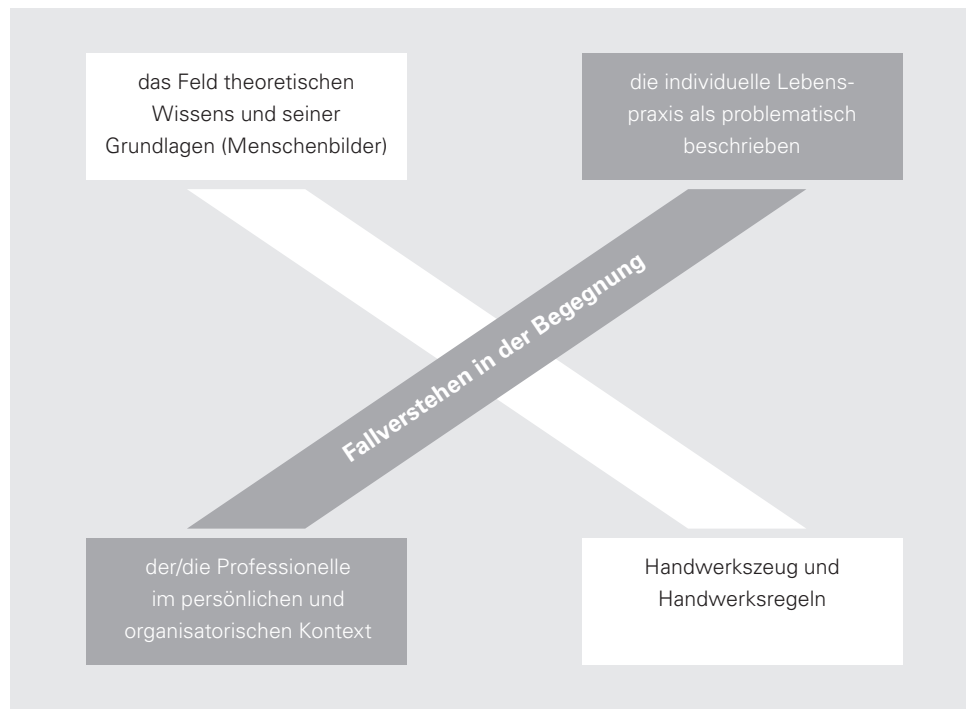 das Feld theoretischen
Wissens und seiner
Grundlagen (Menschenbilder)
die individuelle Lebens-
praxis als problematisch
beschrieben
Fallverstehen in der Begegnung
der/die Professionelle
im persönlichen und
organisatorischen Kontext
Handwerkszeug und
Handwerksregeln